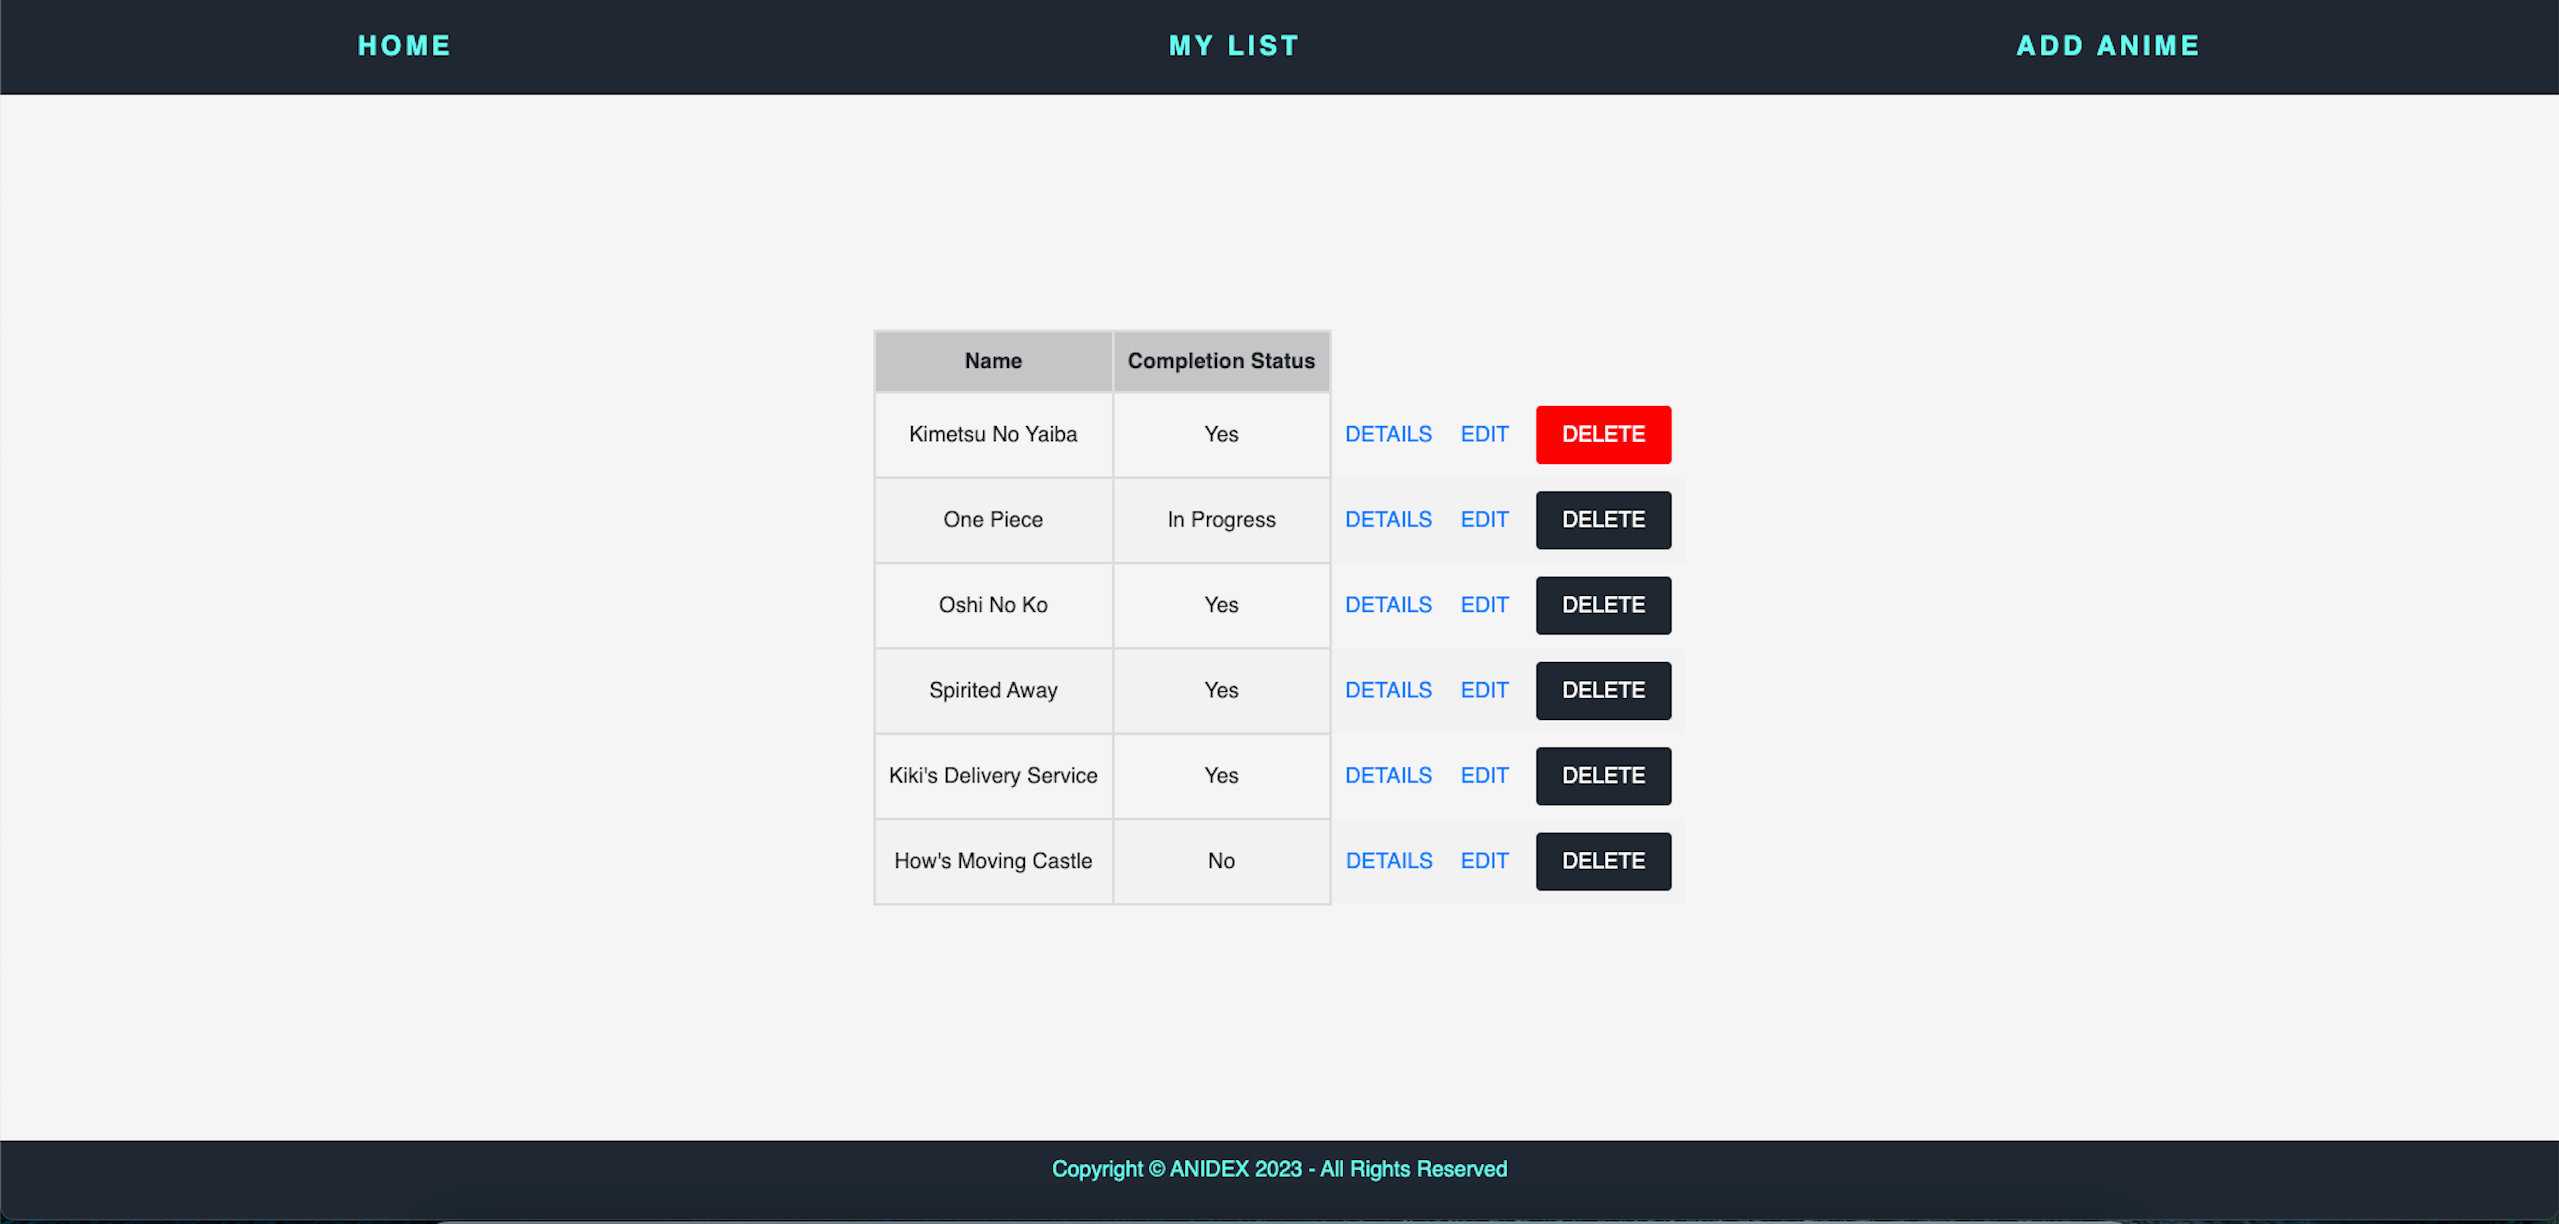 HOME MY LIST ADD ANIME
Name Completion Status
Kimetsu No Yaiba Yes DETAILS EDIT DELETE
One Piece In Progress DETAILS EDIT DELETE
Oshi No Ko Yes DETAILS EDIT DELETE
Spirited Away Yes DETAILS EDIT DELETE
Kiki's Delivery Service Yes DETAILS EDIT DELETE
How's Moving Castle No DETAILS EDIT DELETE
Copyright © ANIDEX 2023 - All Rights Reserved